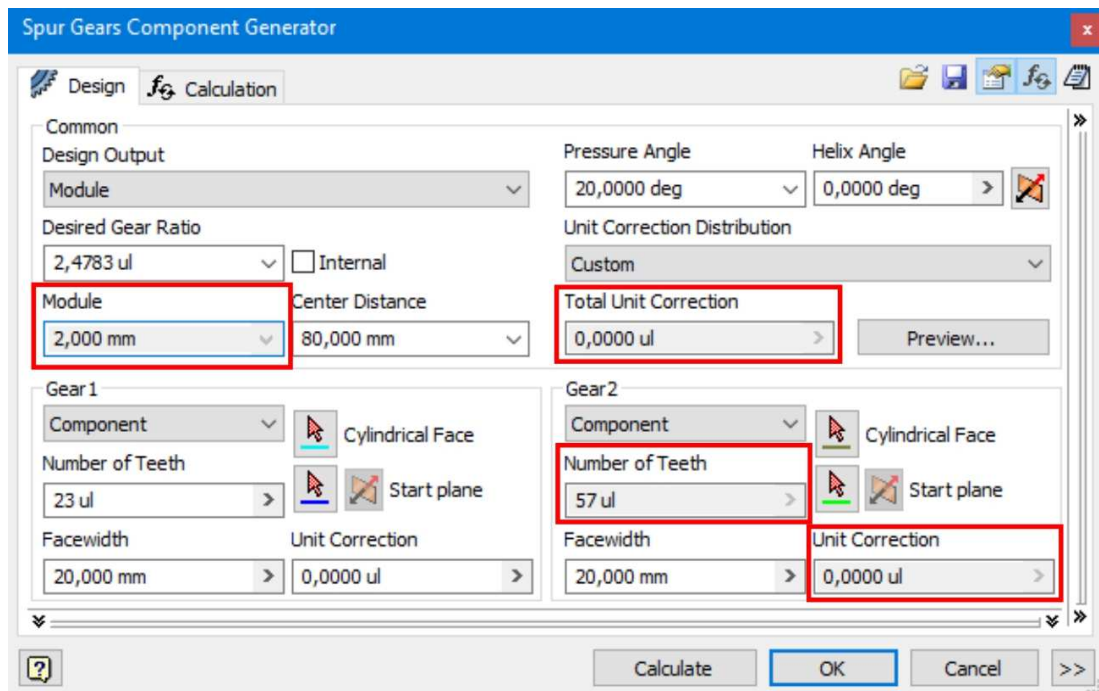 Spur Gears Component Generator
x
Design
Calculation
Common
Design Output
Module
Desired Gear Ratio
2,4783 ul
Internal
Module
Center Distance
2,000 mm
80,000 mm
Pressure Angle
Helix Angle
20,0000 deg
0,0000 deg
Unit Correction Distribution
Custom
Total Unit Correction
0,0000 ul
Preview...
Gear1
Component
Cylindrical Face
Number of Teeth
23 ul
Start plane
Facewidth
Unit Correction
20,000 mm
0,0000 ul
Gear2
Component
Cylindrical Face
Number of Teeth
57 ul
Start plane
Facewidth
Unit Correction
20,000 mm
0,0000 ul
Calculate
OK
Cancel
>>